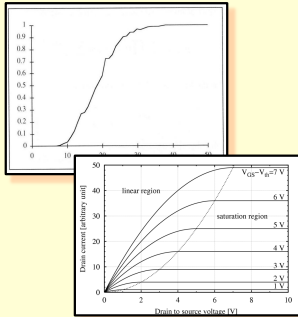 1
0.9
0.8
0.7
0.6
0.5
0.4
0.3
0.2
0.1
0
0 10 20 30 40 50
Drain current [arbitrary unit]
50
40
30
20
10
0
linear region
saturation region
V_GS−V_th=7 V
6 V
5 V
4 V
3 V
2 V
1 V
0 2 4 6 8 10
Drain to source voltage [V]